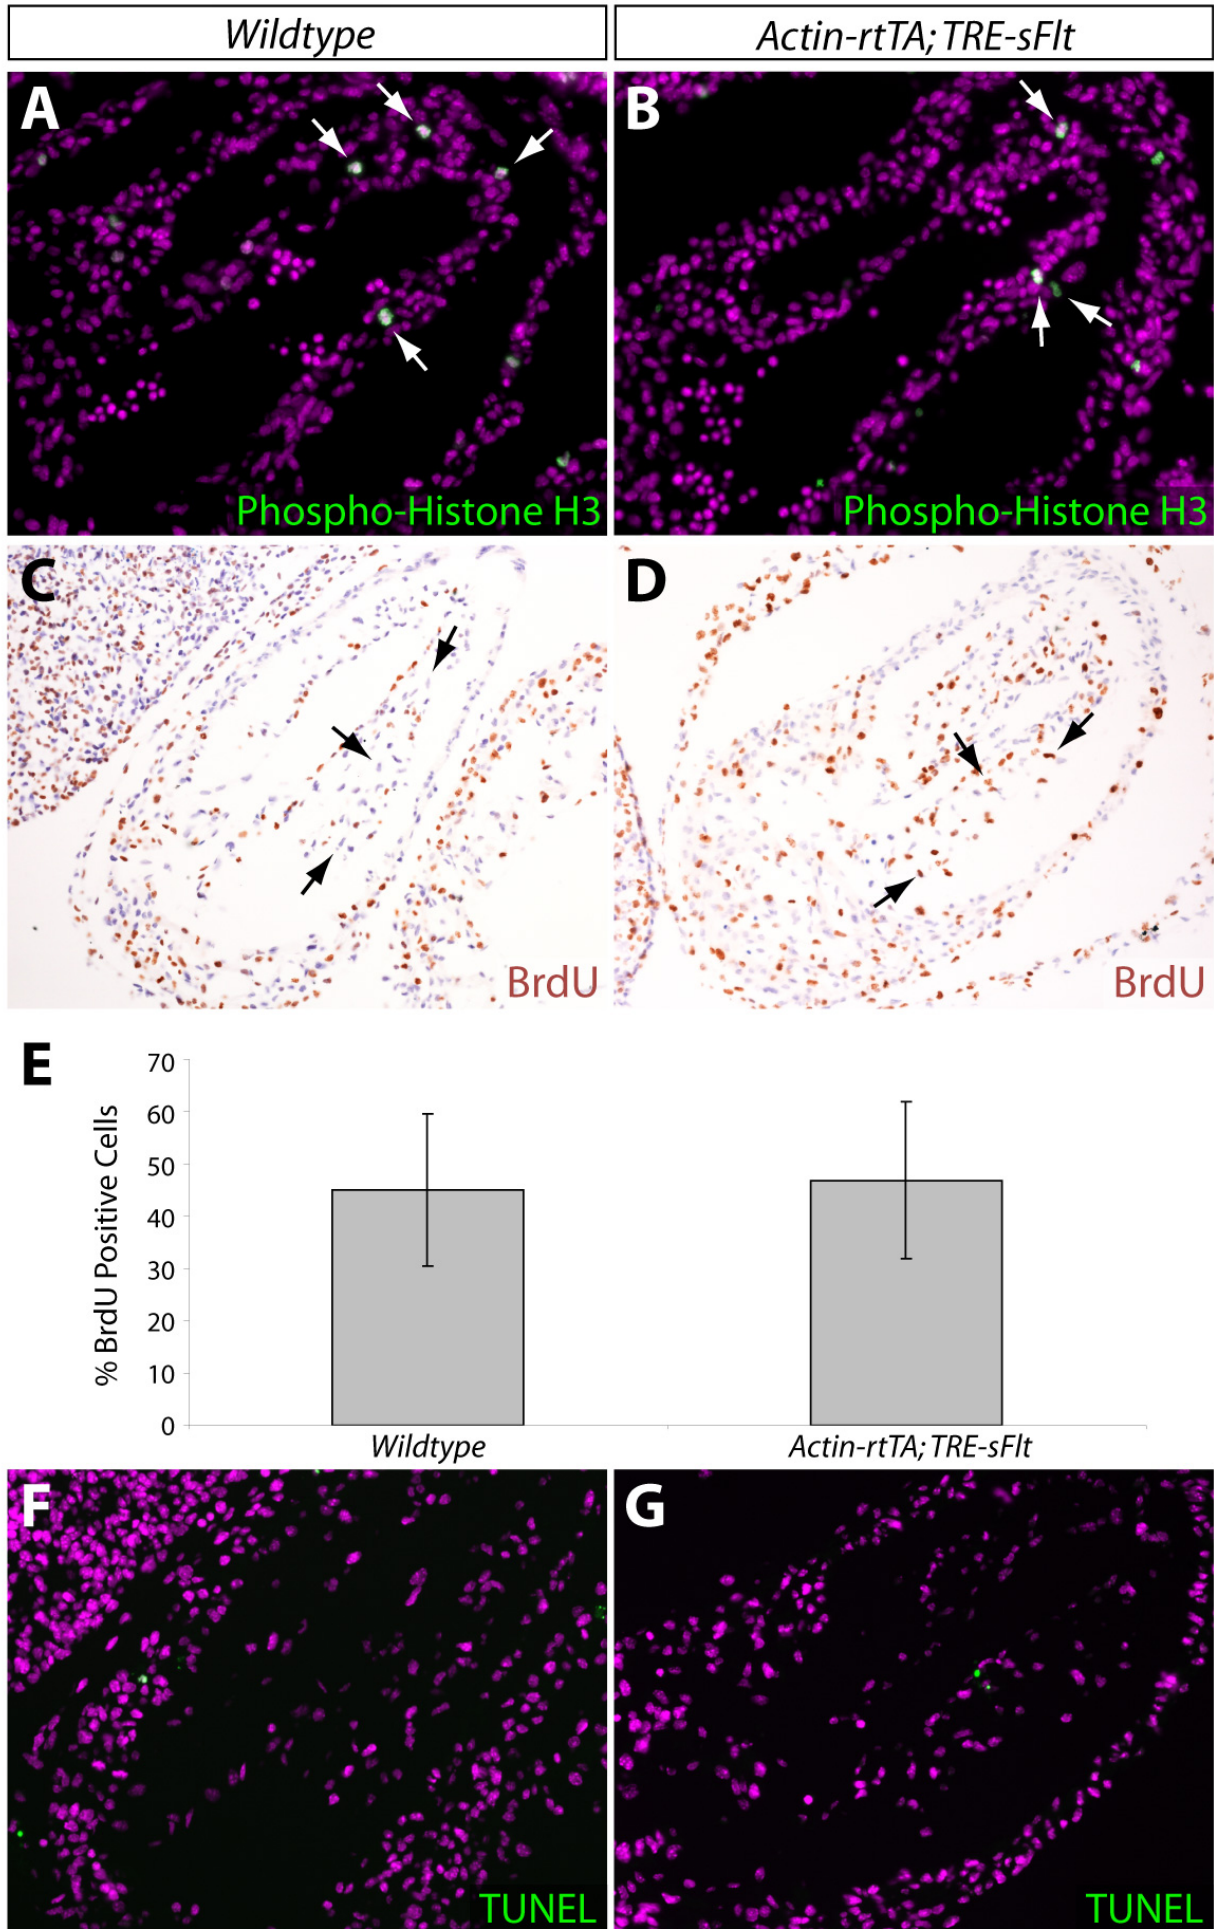 Wildtype
Actin-rtTA; TRE-sFlt
A
B
Phospho-Histone H3
Phospho-Histone H3
C
D
BrdU
BrdU
E
% BrdU Positive Cells
70
60
50
40
30
20
10
0
Wildtype
Actin-rtTA; TRE-sFlt
F
G
TUNEL
TUNEL